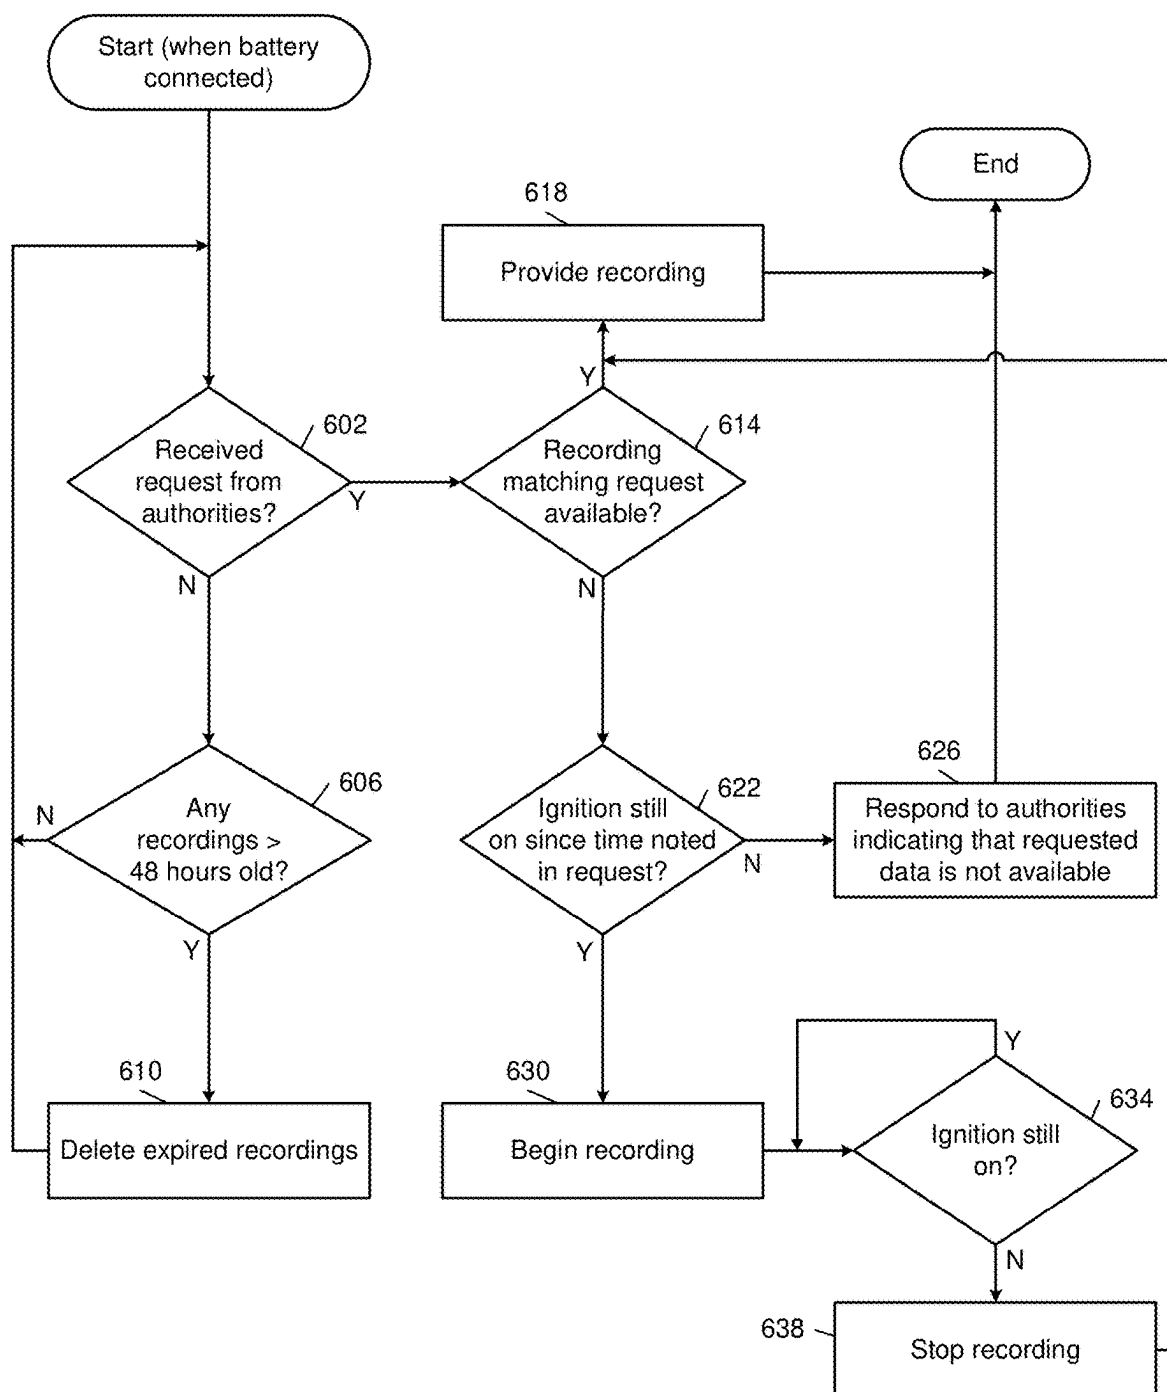 Start (when battery
connected)
End
618
Provide recording
Y
602
Received
request from
authorities?
Y
N
614
Recording
matching request
available?
N
606
Any
recordings >
48 hours old?
N
Y
622
Ignition still
on since time noted
in request?
N
Y
626
Respond to authorities
indicating that requested
data is not available
610
Delete expired recordings
630
Begin recording
Y
634
Ignition still
on?
N
638
Stop recording